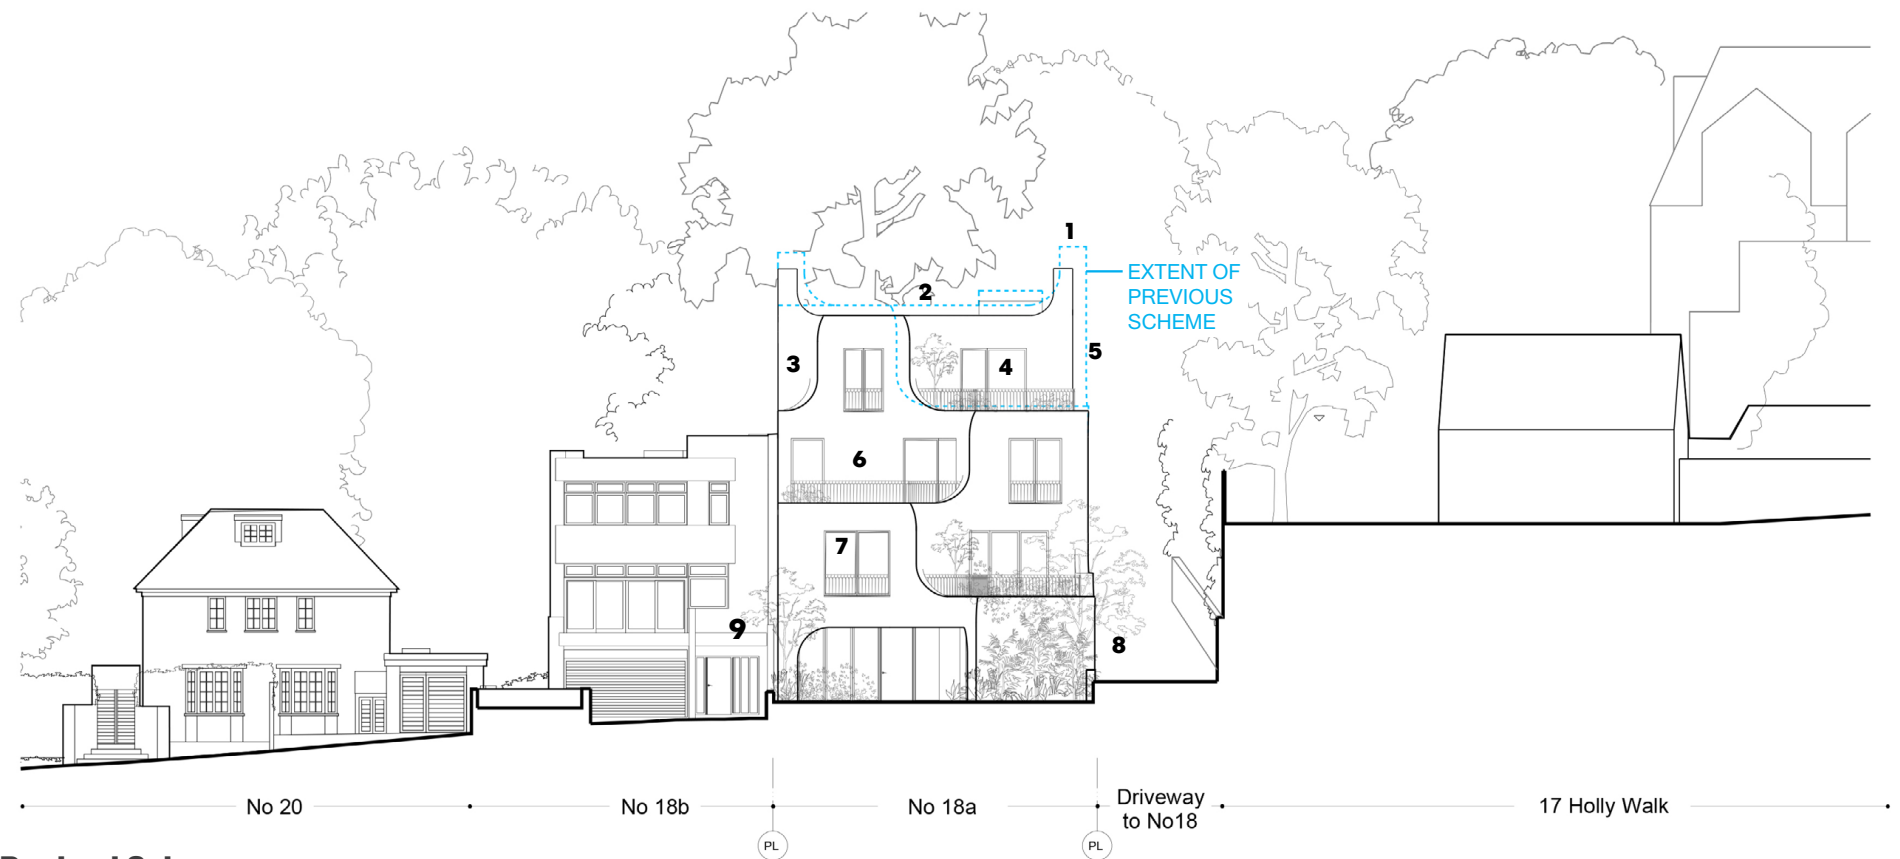 1
EXTENT OF
PREVIOUS
SCHEME
2
3
4
5
6
7
8
9
No 20
No 18b
No 18a
Driveway
to No18
17 Holly Walk
PL
PL